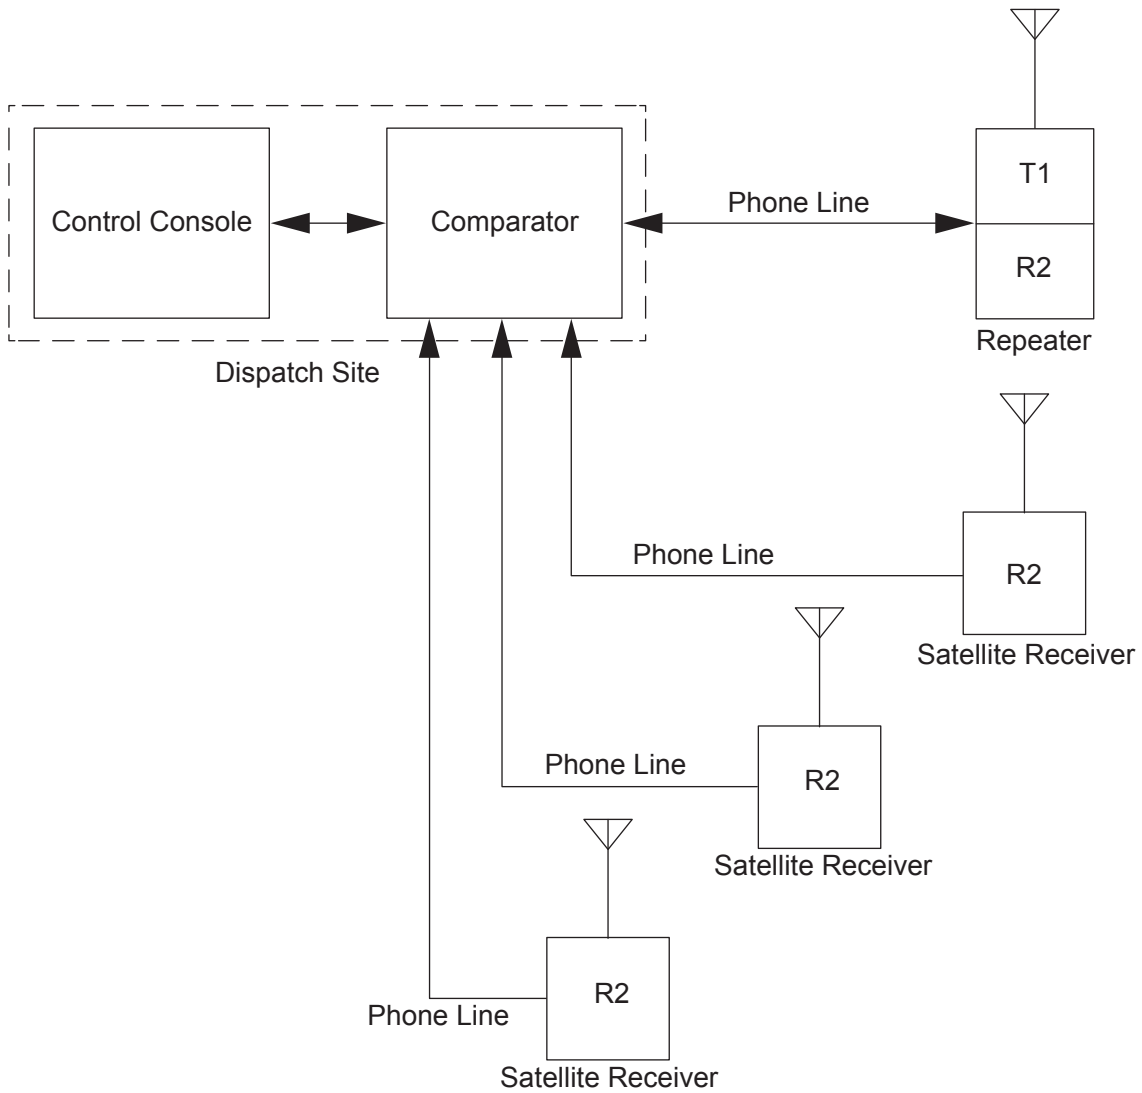 T1
Phone Line
Control Console
Comparator
R2
Repeater
Dispatch Site
Phone Line
R2
Satellite Receiver
Phone Line
R2
Satellite Receiver
R2
Phone Line
Satellite Receiver